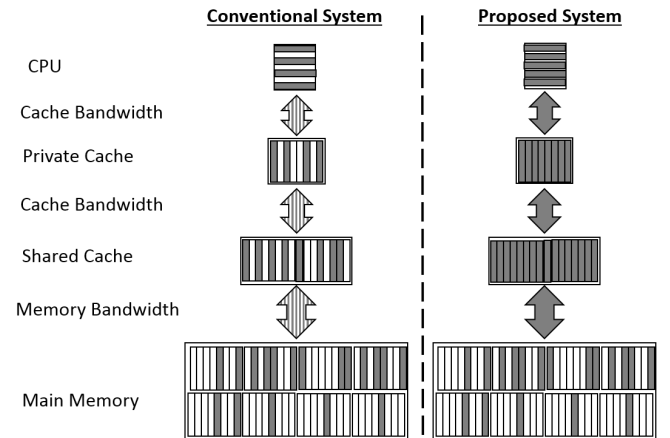 Conventional System
Proposed System
CPU
Cache Bandwidth
Private Cache
Cache Bandwidth
Shared Cache
Memory Bandwidth
Main Memory